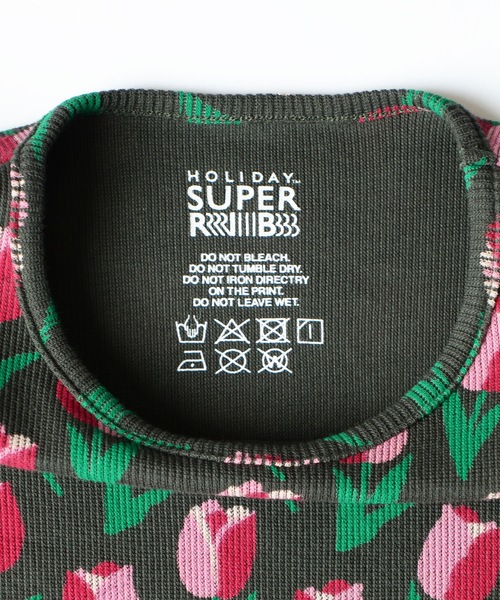 HOLIDAY™
SUPER
RIB
DO NOT BLEACH.
DO NOT TUMBLE DRY.
DO NOT IRON DIRECTRY
ON THE PRINT.
DO NOT LEAVE WET.